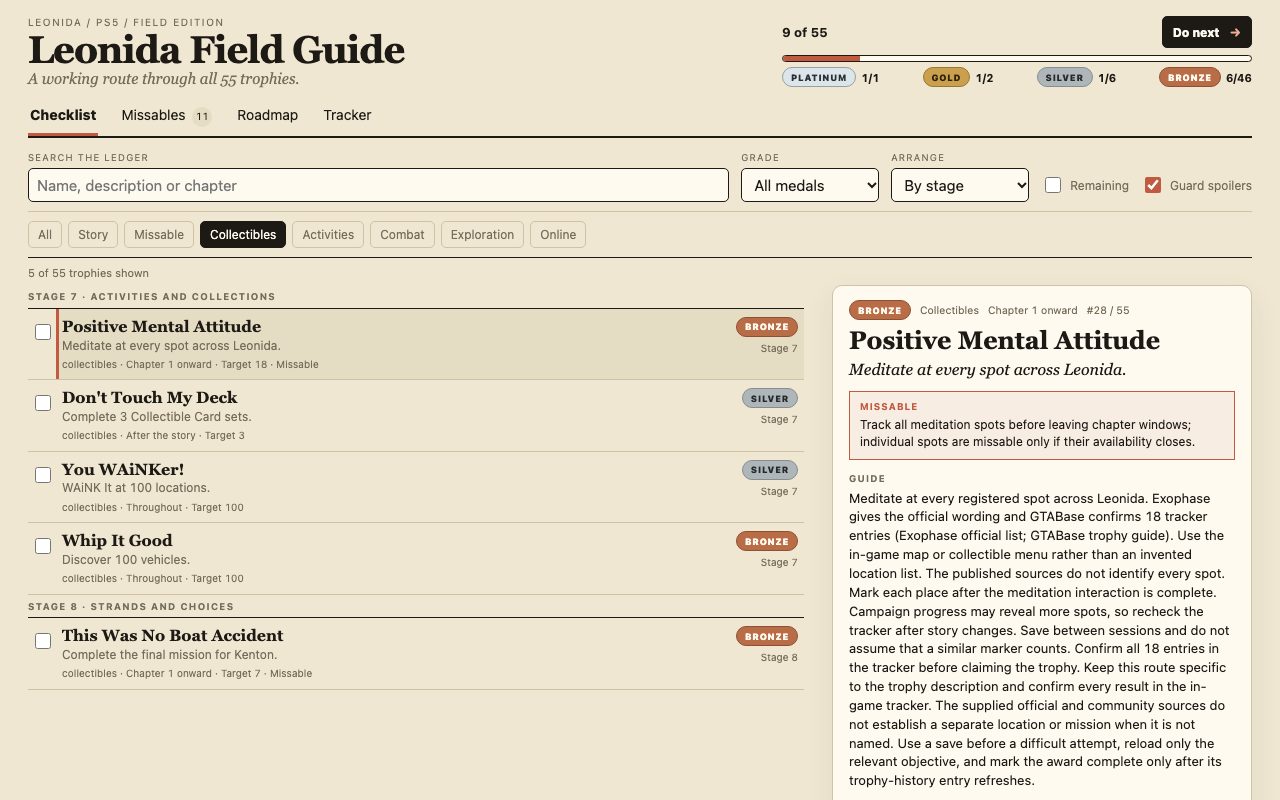 LEONIDA / PS5 / FIELD EDITION
Leonida Field Guide
A working route through all 55 trophies.
9 of 55
Do next →
PLATINUM 1/1
GOLD 1/2
SILVER 1/6
BRONZE 6/46
Checklist
Missables 11
Roadmap
Tracker
SEARCH THE LEDGER
Name, description or chapter
GRADE
All medals
ARRANGE
By stage
Remaining
Guard spoilers
All
Story
Missable
Collectibles
Activities
Combat
Exploration
Online
5 of 55 trophies shown
STAGE 7 · ACTIVITIES AND COLLECTIONS
Positive Mental Attitude
BRONZE
Meditate at every spot across Leonida.
Stage 7
collectibles · Chapter 1 onward · Target 18 · Missable
Don't Touch My Deck
SILVER
Complete 3 Collectible Card sets.
Stage 7
collectibles · After the story · Target 3
You WAiNKer!
SILVER
WAiNK It at 100 locations.
Stage 7
collectibles · Throughout · Target 100
Whip It Good
BRONZE
Discover 100 vehicles.
Stage 7
collectibles · Throughout · Target 100
STAGE 8 · STRANDS AND CHOICES
This Was No Boat Accident
BRONZE
Complete the final mission for Kenton.
Stage 8
collectibles · Chapter 1 onward · Target 7 · Missable
BRONZE Collectibles Chapter 1 onward #28 / 55
Positive Mental Attitude
Meditate at every spot across Leonida.
MISSABLE
Track all meditation spots before leaving chapter windows;
individual spots are missable only if their availability closes.
GUIDE
Meditate at every registered spot across Leonida. Exophase
gives the official wording and GTABase confirms 18 tracker
entries (Exophase official list; GTABase trophy guide). Use the
in-game map or collectible menu rather than an invented
location list. The published sources do not identify every spot.
Mark each place after the meditation interaction is complete.
Campaign progress may reveal more spots, so recheck the
tracker after story changes. Save between sessions and do not
assume that a similar marker counts. Confirm all 18 entries in
the tracker before claiming the trophy. Keep this route specific
to the trophy description and confirm every result in the in-
game tracker. The supplied official and community sources do
not establish a separate location or mission when it is not
named. Use a save before a difficult attempt, reload only the
relevant objective, and mark the award complete only after its
trophy-history entry refreshes.